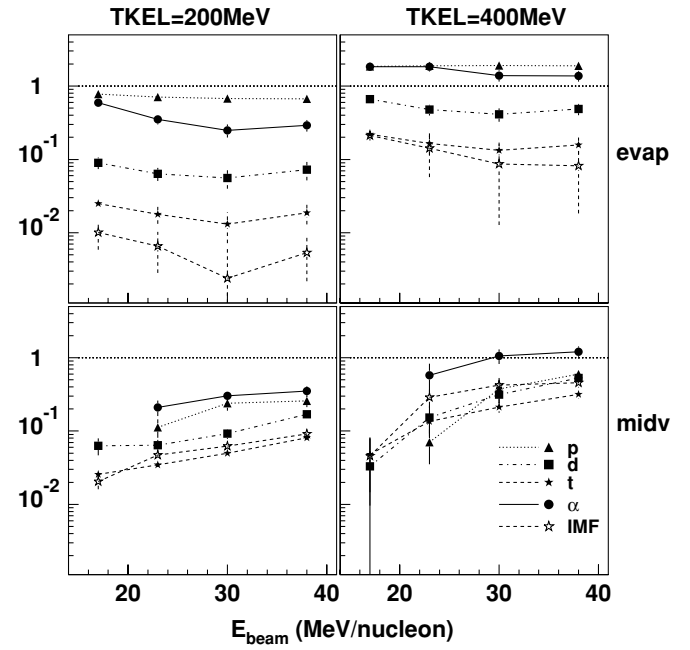 TKEL=200MeV TKEL=400MeV
1
10^-1
10^-2
evap
1
10^-1
10^-2
midv
p
d
t
α
IMF
20 30 40 20 30 40
E_beam (MeV/nucleon)